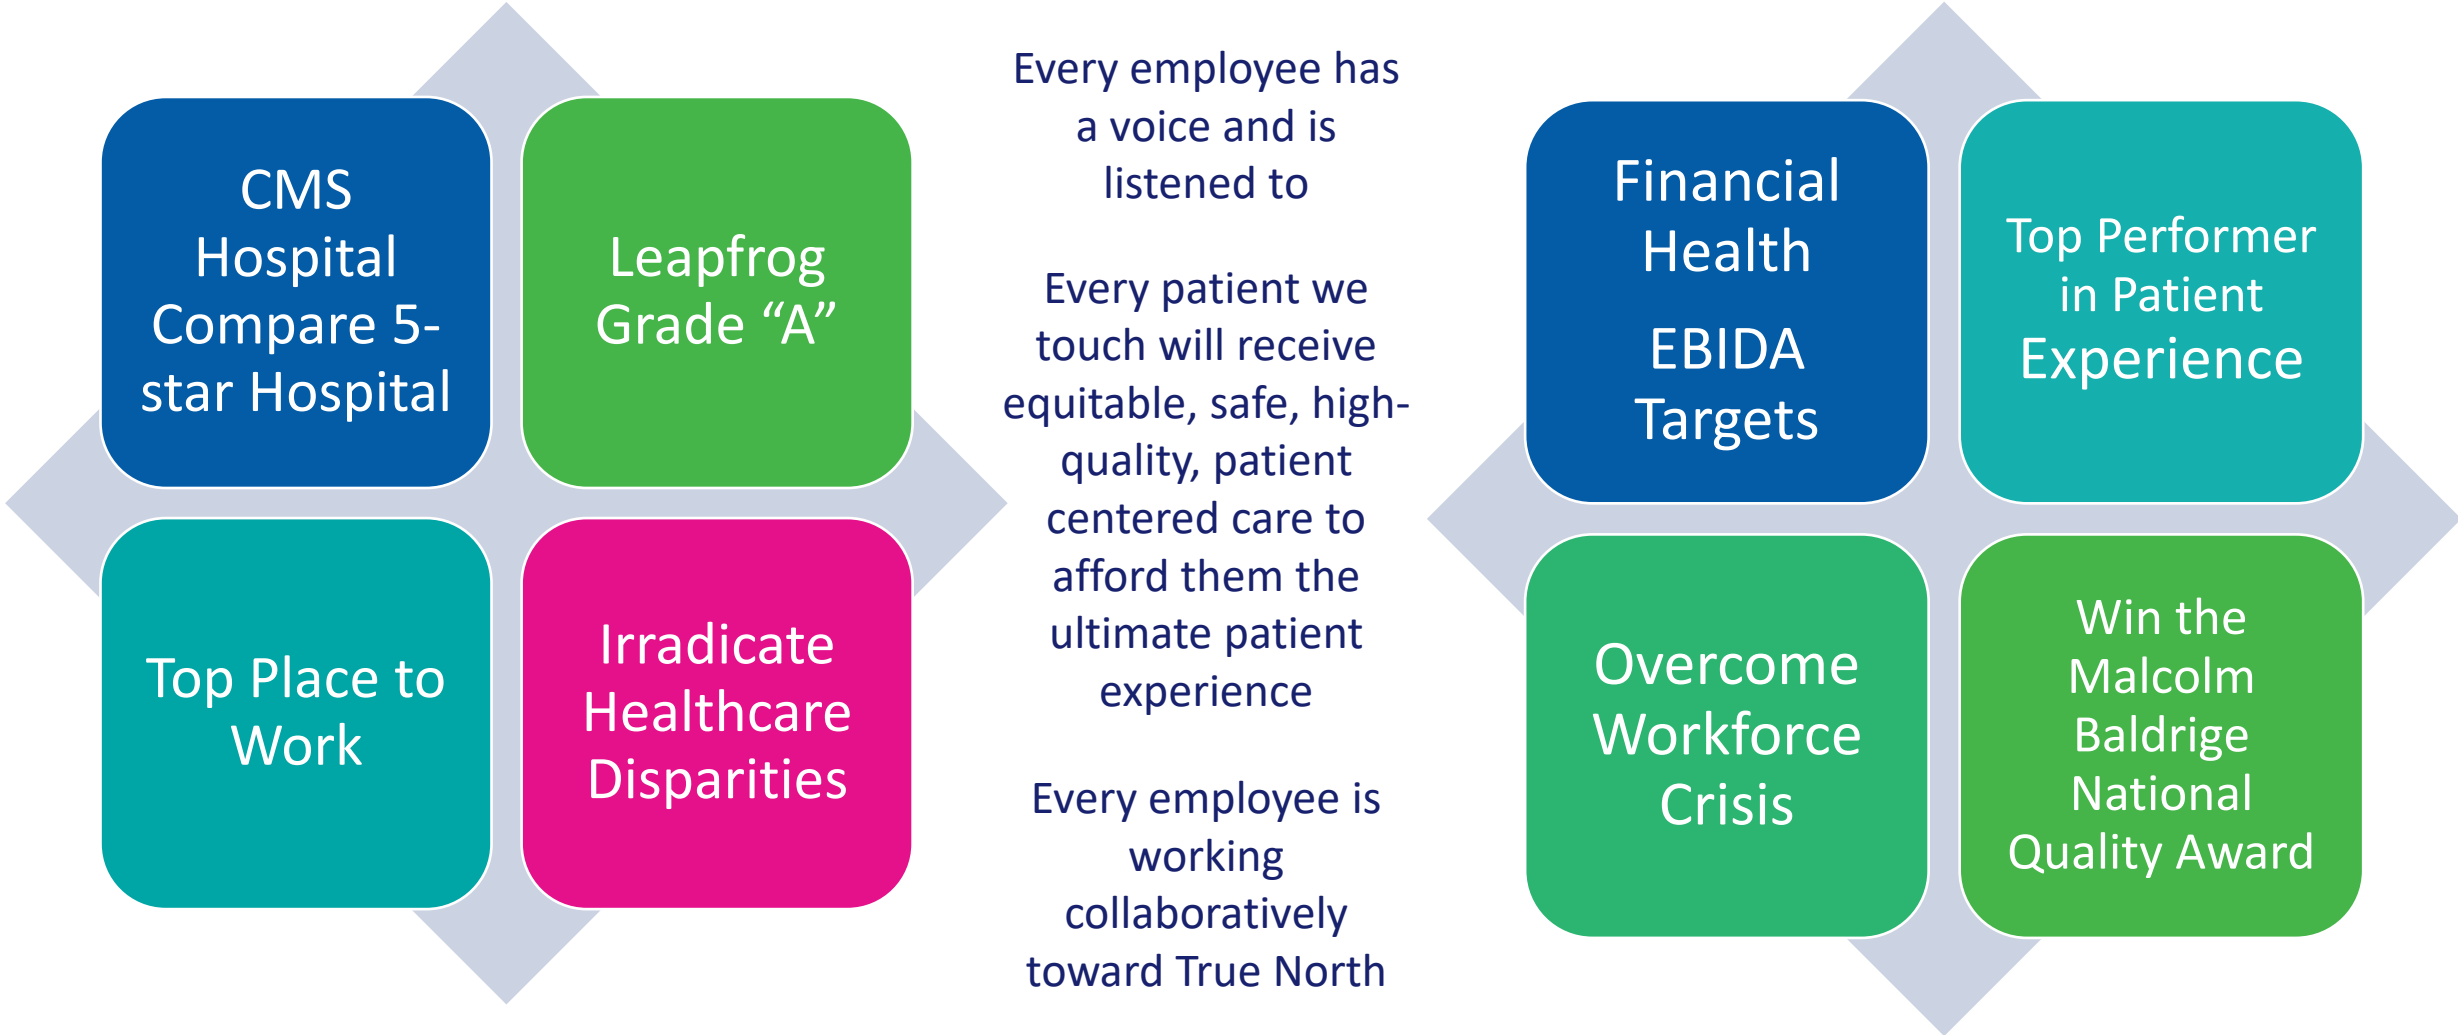 CMS
Hospital
Compare 5-
star Hospital
Leapfrog
Grade “A”
Top Place to
Work
Irradicate
Healthcare
Disparities
Every employee has
a voice and is
listened to
Every patient we
touch will receive
equitable, safe, high-
quality, patient
centered care to
afford them the
ultimate patient
experience
Every employee is
working
collaboratively
toward True North
Financial
Health
EBIDA
Targets
Top Performer
in Patient
Experience
Overcome
Workforce
Crisis
Win the
Malcolm
Baldrige
National
Quality Award